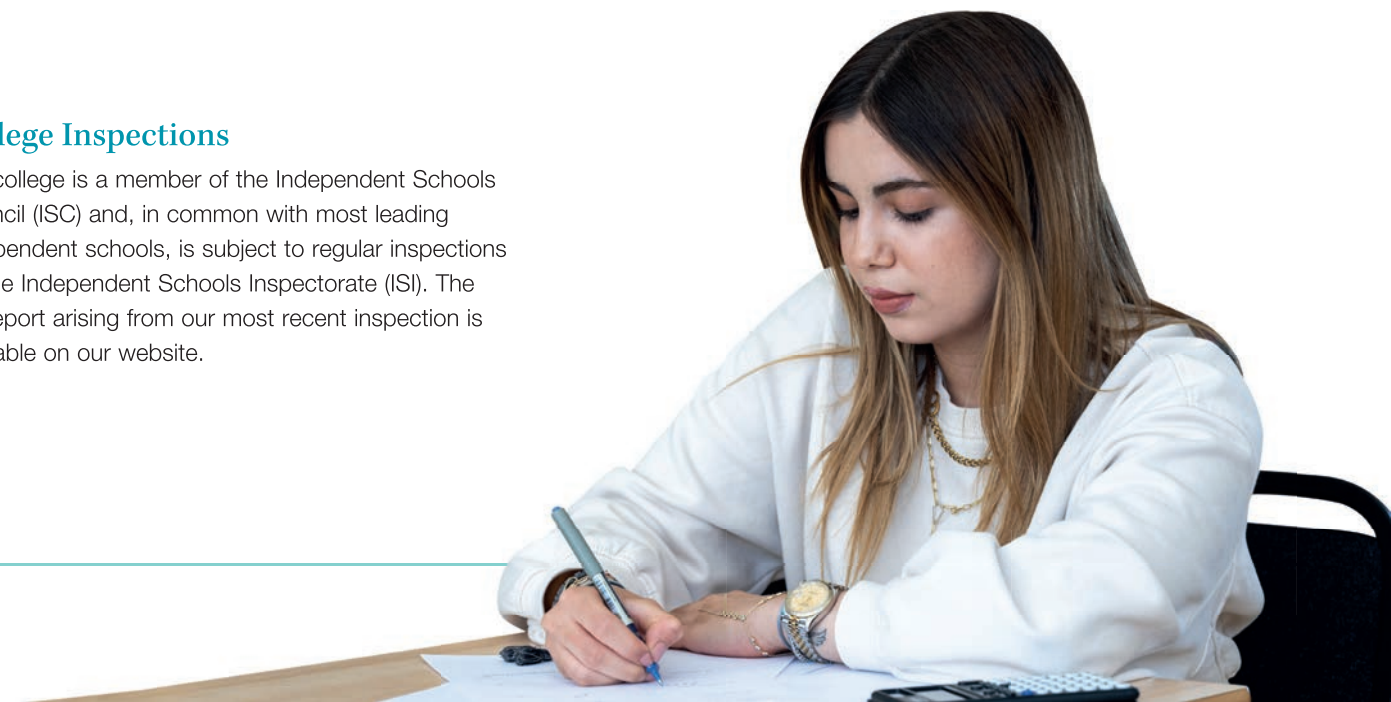 lege Inspections
college is a member of the Independent Schools
ncil (ISC) and, in common with most leading
pendent schools, is subject to regular inspections
e Independent Schools Inspectorate (ISI). The
eport arising from our most recent inspection is
able on our website.